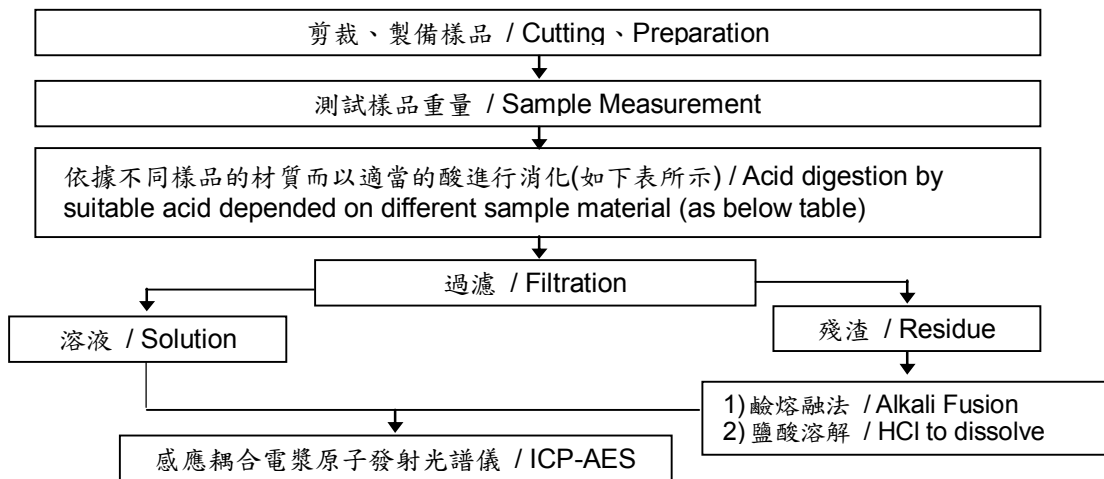 剪裁、製備樣品 / Cutting、Preparation
測試樣品重量 / Sample Measurement
依據不同樣品的材質而以適當的酸進行消化(如下表所示) / Acid digestion by
suitable acid depended on different sample material (as below table)
過濾 / Filtration
溶液 / Solution
殘渣 / Residue
1) 鹼熔融法 / Alkali Fusion
2) 鹽酸溶解 / HCl to dissolve
感應耦合電漿原子發射光譜儀 / ICP-AES